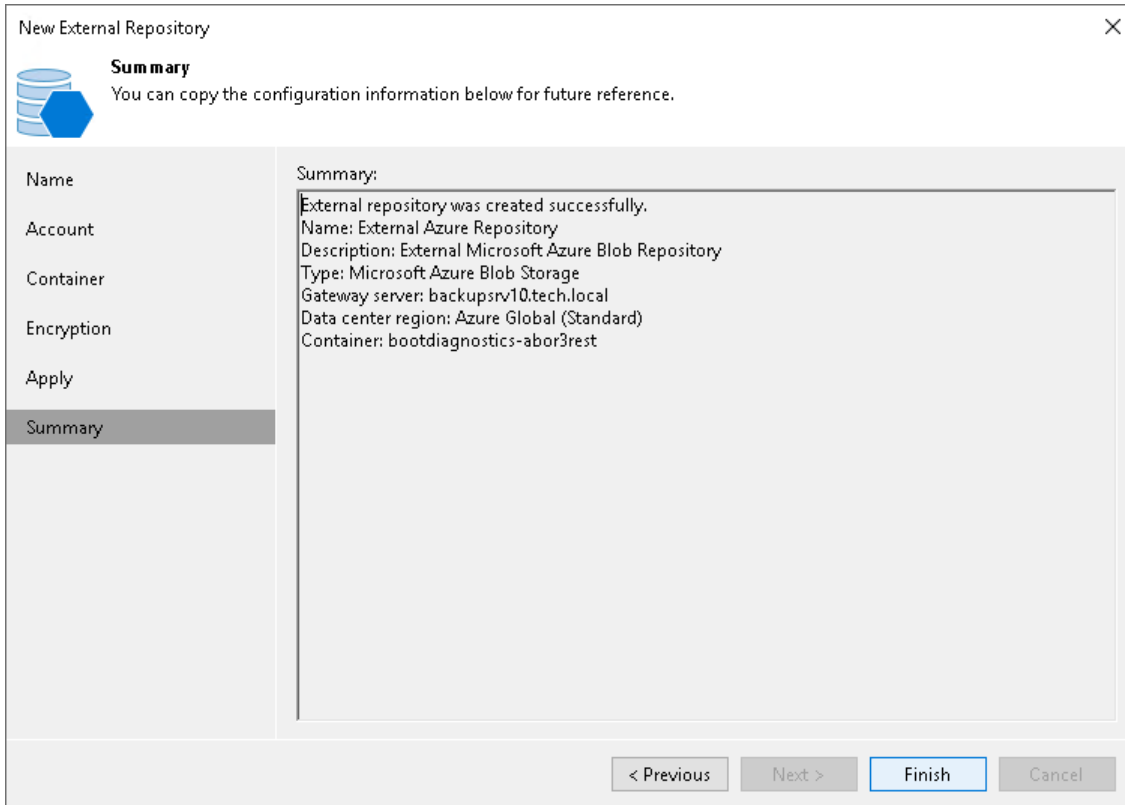 New External Repository
Summary
You can copy the configuration information below for future reference.
Name
Account
Container
Encryption
Apply
Summary
Summary:
External repository was created successfully.
Name: External Azure Repository
Description: External Microsoft Azure Blob Repository
Type: Microsoft Azure Blob Storage
Gateway server: backupsrv10.tech.local
Data center region: Azure Global (Standard)
Container: bootdiagnostics-abor3rest
< Previous
Next >
Finish
Cancel